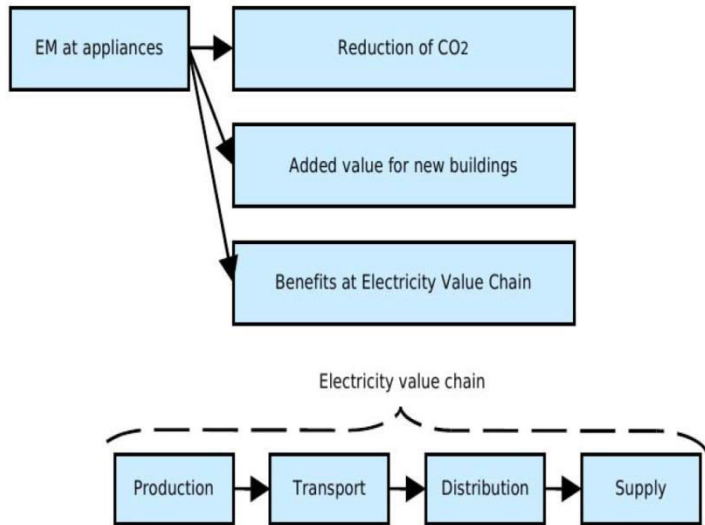 EM at appliances
Reduction of CO2
Added value for new buildings
Benefits at Electricity Value Chain
Electricity value chain
Production
Transport
Distribution
Supply